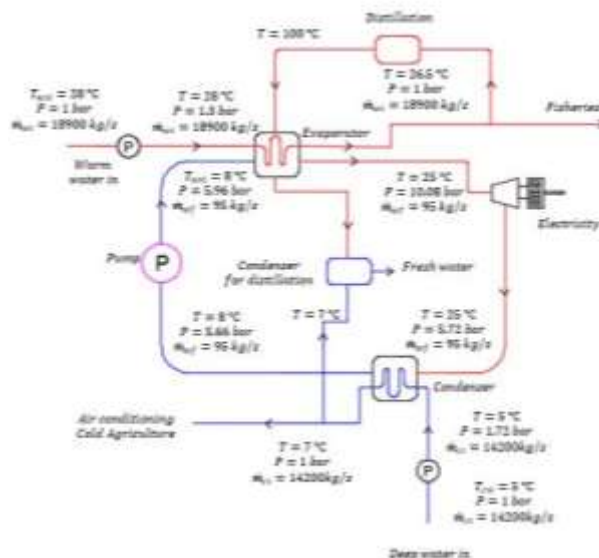 Distillation
T = 100 °C
T = 26.5 °C
P = 1 bar
= 18900 kg/s
Fisheries
= 28 °C
P = 1 bar
= 18900 kg/s
Warm
water in
P
T = 28 °C
P = 1.3 bar
= 18900 kg/s
Evaporator
= 8 °C
P = 5.96 bar
= 95 kg/s
T = 25 °C
P = 10.08 bar
= 95 kg/s
Electricity
Pump
P
Condenser
for distillation
Fresh water
T = 8 °C
P = 5.66 bar
= 95 kg/s
T = 7 °C
T = 25 °C
P = 5.72 bar
= 95 kg/s
Condenser
Air conditioning
Cold Agriculture
T = 7 °C
P = 1 bar
= 14200 kg/s
T = 5 °C
P = 1.72 bar
= 14200kg/s
P
= 5 °C
P = 1 bar
= 14200kg/s
Deep water in